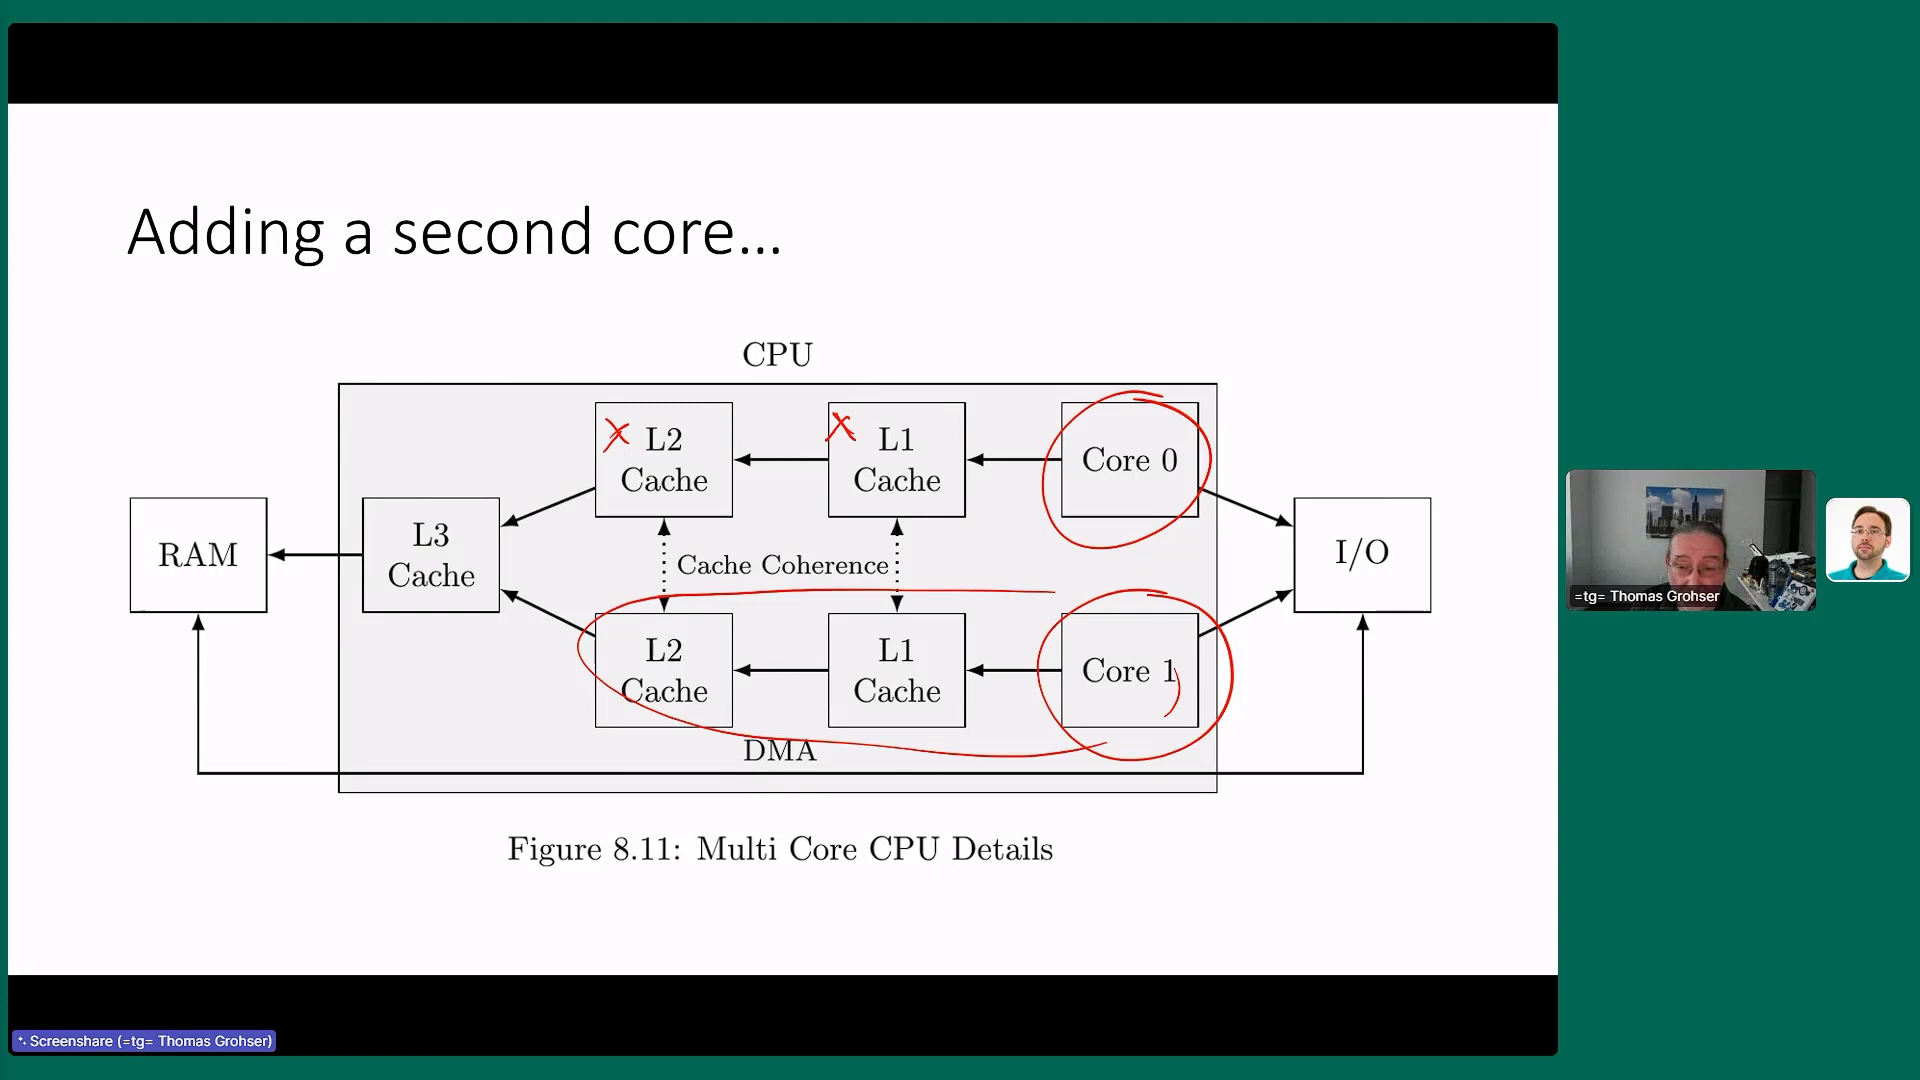 Adding a second core...
CPU
L2
Cache
L1
Cache
Core 0
RAM
L3
Cache
Cache Coherence
I/O
L2
Cache
L1
Cache
Core 1
DMA
Figure 8.11: Multi Core CPU Details
=tg= Thomas Grohser
Screenshare (=tg= Thomas Grohser)